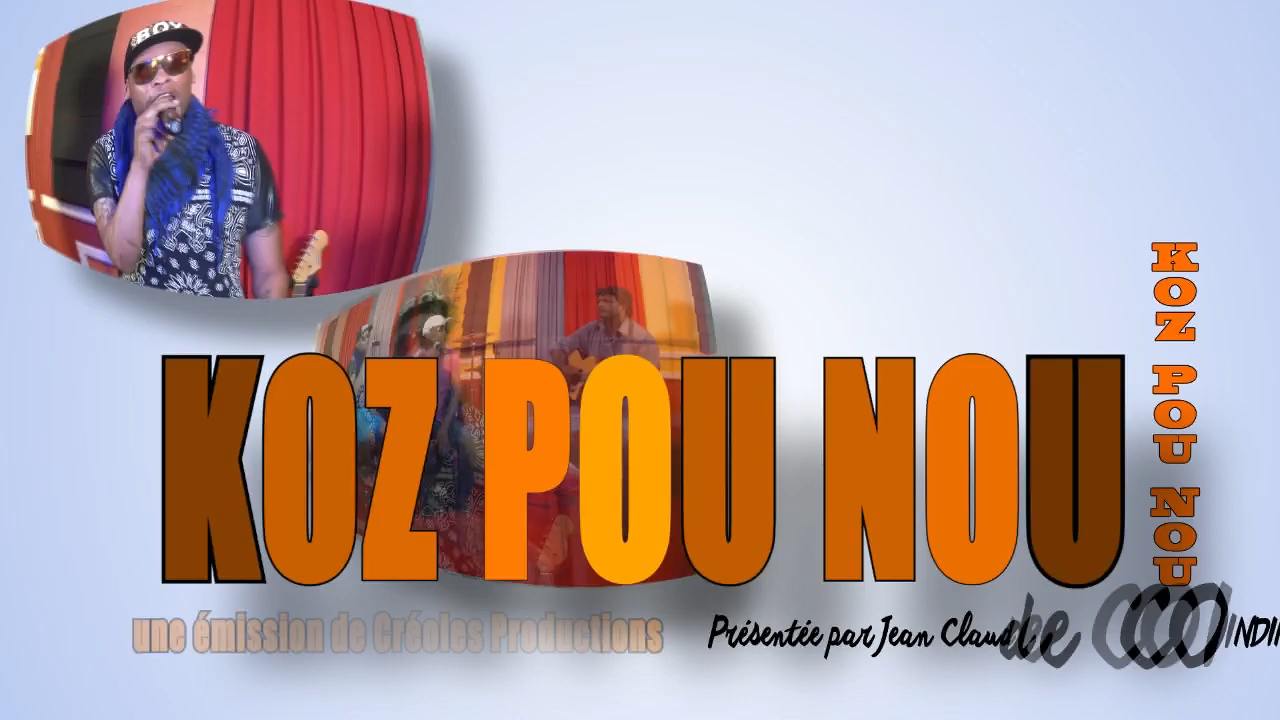 BOY
KOZ POU NOU
KOZ POU NOU
une émission de Créoles Productions
Présentée par Jean Claude